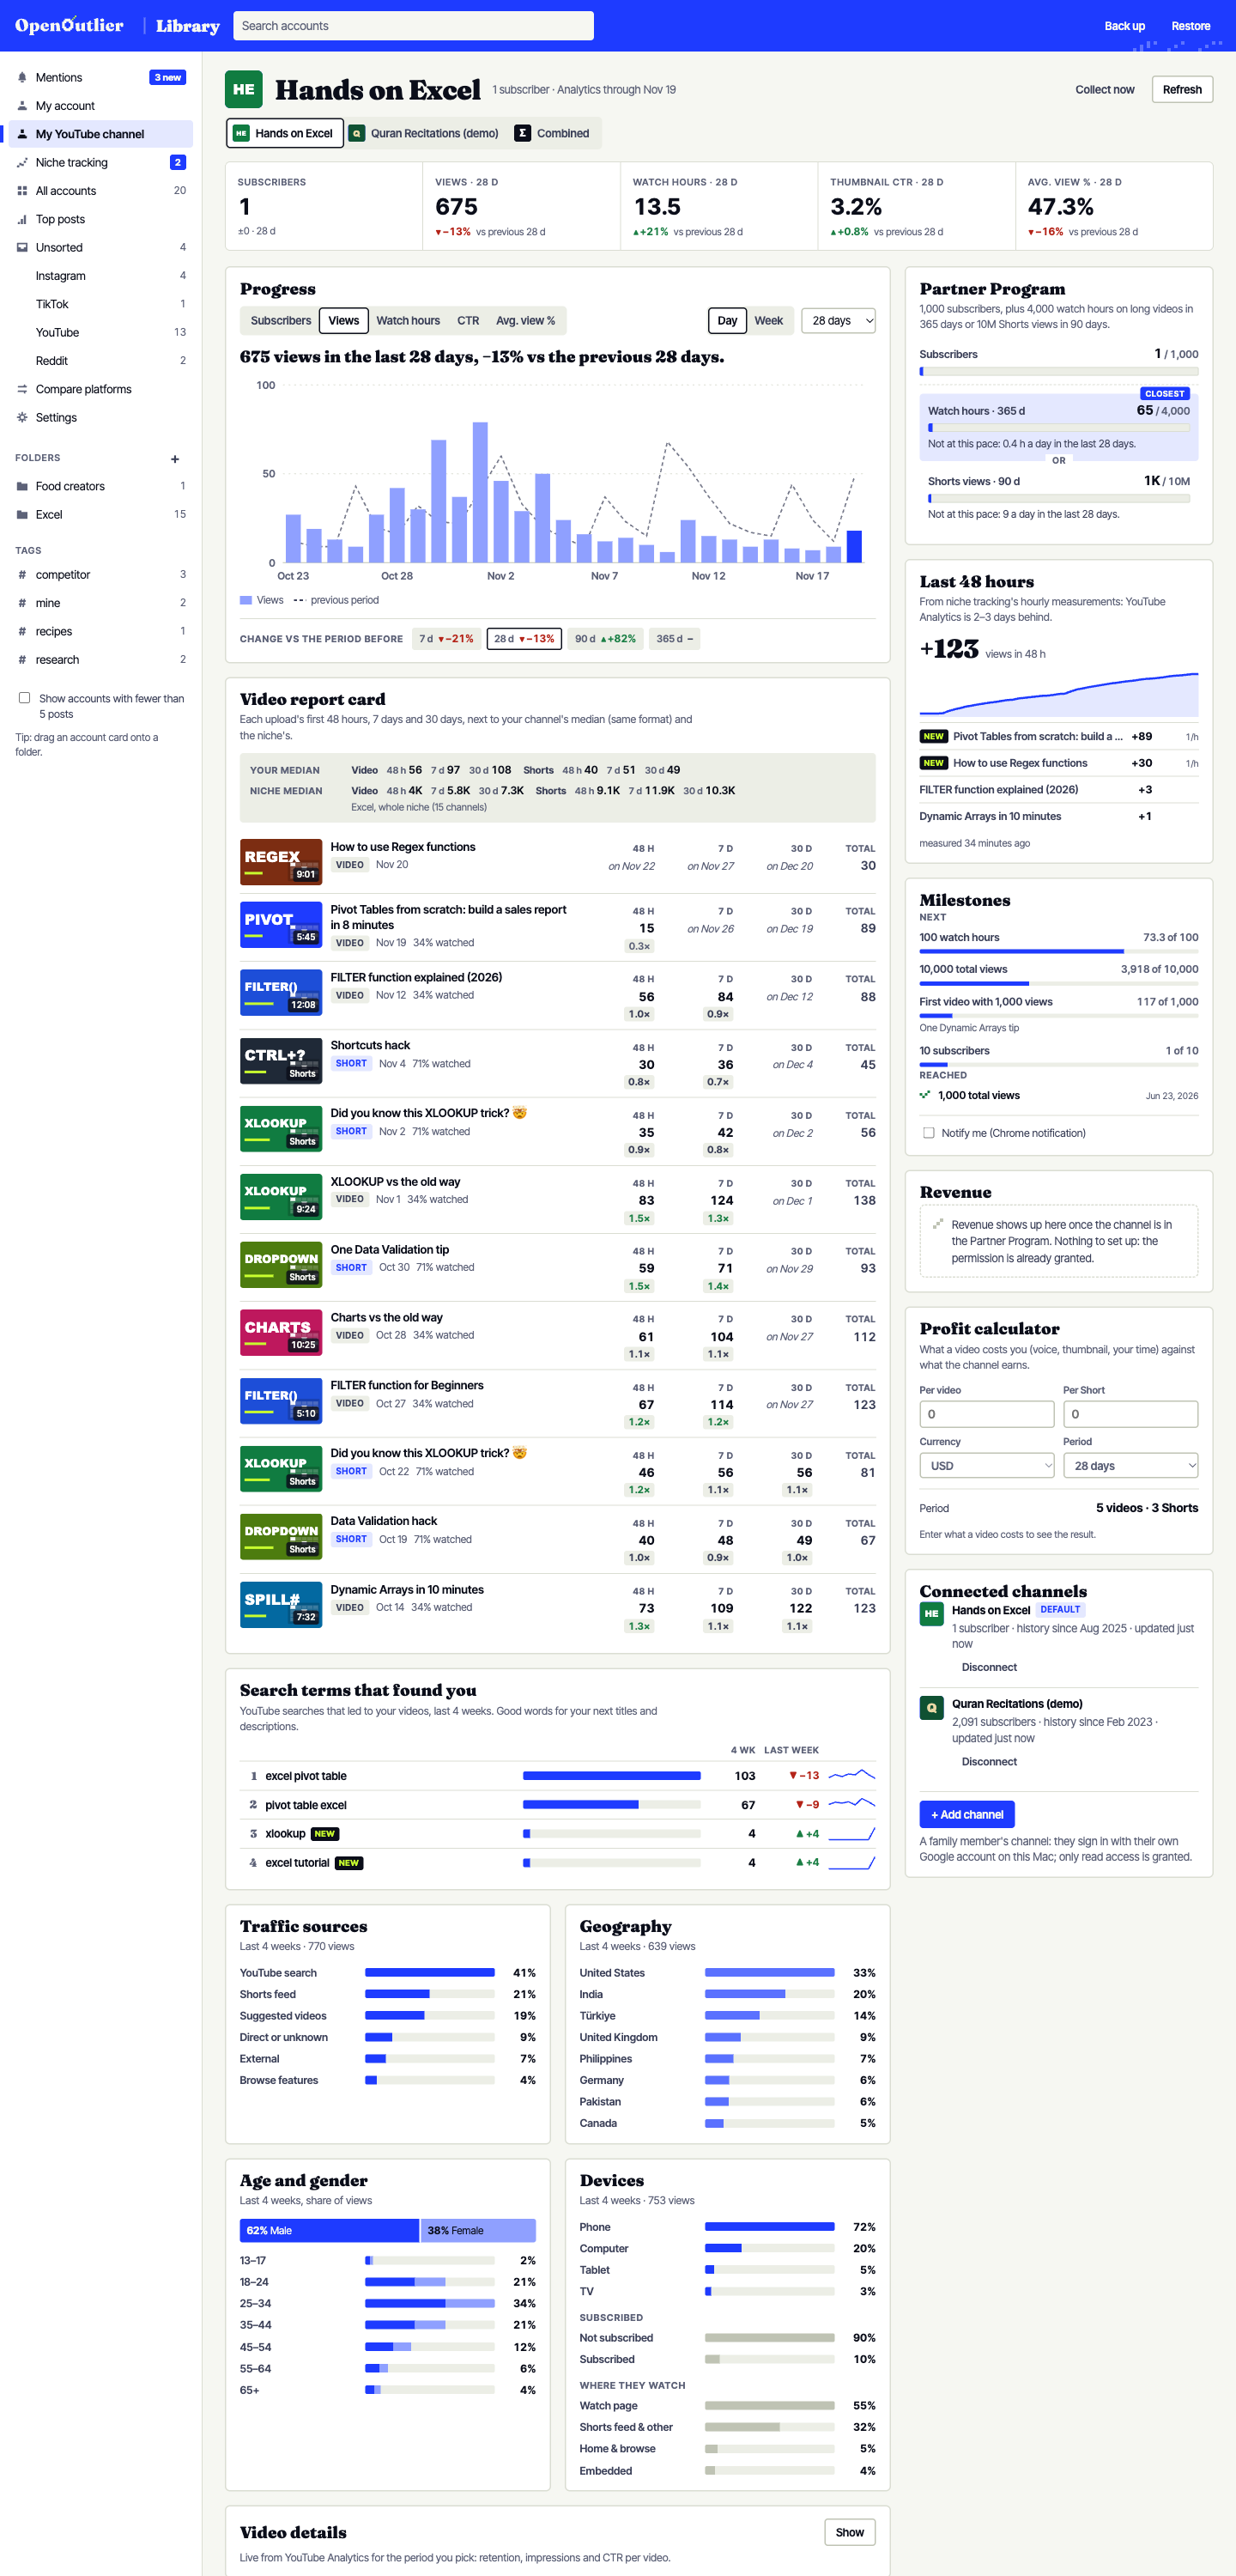 OpenOutlier
Library
Search accounts
Back up
Restore
Mentions
3 new
My account
My YouTube channel
Niche tracking
2
All accounts
20
Top posts
Unsorted
4
Instagram
4
TikTok
1
YouTube
13
Reddit
2
Compare platforms
Settings
FOLDERS
+
Food creators
1
Excel
15
TAGS
# competitor
3
# mine
2
# recipes
1
# research
2
Show accounts with fewer than
5 posts
Tip: drag an account card onto a
folder.
HE
Hands on Excel
1 subscriber · Analytics through Nov 19
Collect now
Refresh
HE Hands on Excel
Q Quran Recitations (demo)
Σ Combined
SUBSCRIBERS
1
±0 · 28 d
VIEWS · 28 D
675
▼−13% vs previous 28 d
WATCH HOURS · 28 D
13.5
▲+21% vs previous 28 d
THUMBNAIL CTR · 28 D
3.2%
▲+0.8% vs previous 28 d
AVG. VIEW % · 28 D
47.3%
▼−16% vs previous 28 d
Progress
Subscribers
Views
Watch hours
CTR
Avg. view %
Day
Week
28 days
675 views in the last 28 days, −13% vs the previous 28 days.
100
50
0
Oct 23
Oct 28
Nov 2
Nov 7
Nov 12
Nov 17
Views
previous period
CHANGE VS THE PERIOD BEFORE
7 d ▼−21%
28 d ▼−13%
90 d ▲+82%
365 d –
Video report card
Each upload's first 48 hours, 7 days and 30 days, next to your channel's median (same format) and
the niche's.
YOUR MEDIAN
Video 48 h 56 7 d 97 30 d 108 Shorts 48 h 40 7 d 51 30 d 49
NICHE MEDIAN
Video 48 h 4K 7 d 5.8K 30 d 7.3K Shorts 48 h 9.1K 7 d 11.9K 30 d 10.3K
Excel, whole niche (15 channels)
REGEX
9:01
How to use Regex functions
VIDEO Nov 20
48 H
on Nov 22
7 D
on Nov 27
30 D
on Dec 20
TOTAL
30
PIVOT
5:45
Pivot Tables from scratch: build a sales report
in 8 minutes
VIDEO Nov 19 34% watched
48 H
15
0.3×
7 D
on Nov 26
30 D
on Dec 19
TOTAL
89
FILTER()
12:08
FILTER function explained (2026)
VIDEO Nov 12 34% watched
48 H
56
1.0×
7 D
84
0.9×
30 D
on Dec 12
TOTAL
88
CTRL+?
Shorts
Shortcuts hack
SHORT Nov 4 71% watched
48 H
30
0.8×
7 D
36
0.7×
30 D
on Dec 4
TOTAL
45
XLOOKUP
Shorts
Did you know this XLOOKUP trick? 🤯
SHORT Nov 2 71% watched
48 H
35
0.9×
7 D
42
0.8×
30 D
on Dec 2
TOTAL
56
XLOOKUP
9:24
XLOOKUP vs the old way
VIDEO Nov 1 34% watched
48 H
83
1.5×
7 D
124
1.3×
30 D
on Dec 1
TOTAL
138
DROPDOWN
Shorts
One Data Validation tip
SHORT Oct 30 71% watched
48 H
59
1.5×
7 D
71
1.4×
30 D
on Nov 29
TOTAL
93
CHARTS
10:25
Charts vs the old way
VIDEO Oct 28 34% watched
48 H
61
1.1×
7 D
104
1.1×
30 D
on Nov 27
TOTAL
112
FILTER()
5:10
FILTER function for Beginners
VIDEO Oct 27 34% watched
48 H
67
1.2×
7 D
114
1.2×
30 D
on Nov 27
TOTAL
123
XLOOKUP
Shorts
Did you know this XLOOKUP trick? 🤯
SHORT Oct 22 71% watched
48 H
46
1.2×
7 D
56
1.1×
30 D
56
1.1×
TOTAL
81
DROPDOWN
Shorts
Data Validation hack
SHORT Oct 19 71% watched
48 H
40
1.0×
7 D
48
0.9×
30 D
49
1.0×
TOTAL
67
SPILL#
7:32
Dynamic Arrays in 10 minutes
VIDEO Oct 14 34% watched
48 H
73
1.3×
7 D
109
1.1×
30 D
122
1.1×
TOTAL
123
Search terms that found you
YouTube searches that led to your videos, last 4 weeks. Good words for your next titles and
descriptions.
4 WK LAST WEEK
1 excel pivot table 103 ▼−13
2 pivot table excel 67 ▼−9
3 xlookup NEW 4 ▲+4
4 excel tutorial NEW 4 ▲+4
Traffic sources
Last 4 weeks · 770 views
YouTube search 41%
Shorts feed 21%
Suggested videos 19%
Direct or unknown 9%
External 7%
Browse features 4%
Geography
Last 4 weeks · 639 views
United States 33%
India 20%
Türkiye 14%
United Kingdom 9%
Philippines 7%
Germany 6%
Pakistan 6%
Canada 5%
Age and gender
Last 4 weeks, share of views
62% Male
38% Female
13–17 2%
18–24 21%
25–34 34%
35–44 21%
45–54 12%
55–64 6%
65+ 4%
Devices
Last 4 weeks · 753 views
Phone 72%
Computer 20%
Tablet 5%
TV 3%
SUBSCRIBED
Not subscribed 90%
Subscribed 10%
WHERE THEY WATCH
Watch page 55%
Shorts feed & other 32%
Home & browse 5%
Embedded 4%
Video details
Live from YouTube Analytics for the period you pick: retention, impressions and CTR per video.
Show
Partner Program
1,000 subscribers, plus 4,000 watch hours on long videos in
365 days or 10M Shorts views in 90 days.
Subscribers 1 / 1,000
CLOSEST
Watch hours · 365 d 65 / 4,000
Not at this pace: 0.4 h a day in the last 28 days.
OR
Shorts views · 90 d 1K / 10M
Not at this pace: 9 a day in the last 28 days.
Last 48 hours
From niche tracking's hourly measurements: YouTube
Analytics is 2–3 days behind.
+123 views in 48 h
NEW Pivot Tables from scratch: build a ... +89 1/h
NEW How to use Regex functions +30 1/h
FILTER function explained (2026) +3
Dynamic Arrays in 10 minutes +1
measured 34 minutes ago
Milestones
NEXT
100 watch hours 73.3 of 100
10,000 total views 3,918 of 10,000
First video with 1,000 views 117 of 1,000
One Dynamic Arrays tip
10 subscribers 1 of 10
REACHED
1,000 total views Jun 23, 2026
Notify me (Chrome notification)
Revenue
Revenue shows up here once the channel is in
the Partner Program. Nothing to set up: the
permission is already granted.
Profit calculator
What a video costs you (voice, thumbnail, your time) against
what the channel earns.
Per video
Per Short
0
0
Currency
Period
USD
28 days
Period 5 videos · 3 Shorts
Enter what a video costs to see the result.
Connected channels
HE
Hands on Excel DEFAULT
1 subscriber · history since Aug 2025 · updated just
now
Disconnect
Q
Quran Recitations (demo)
2,091 subscribers · history since Feb 2023 ·
updated just now
Disconnect
+ Add channel
A family member's channel: they sign in with their own
Google account on this Mac; only read access is granted.